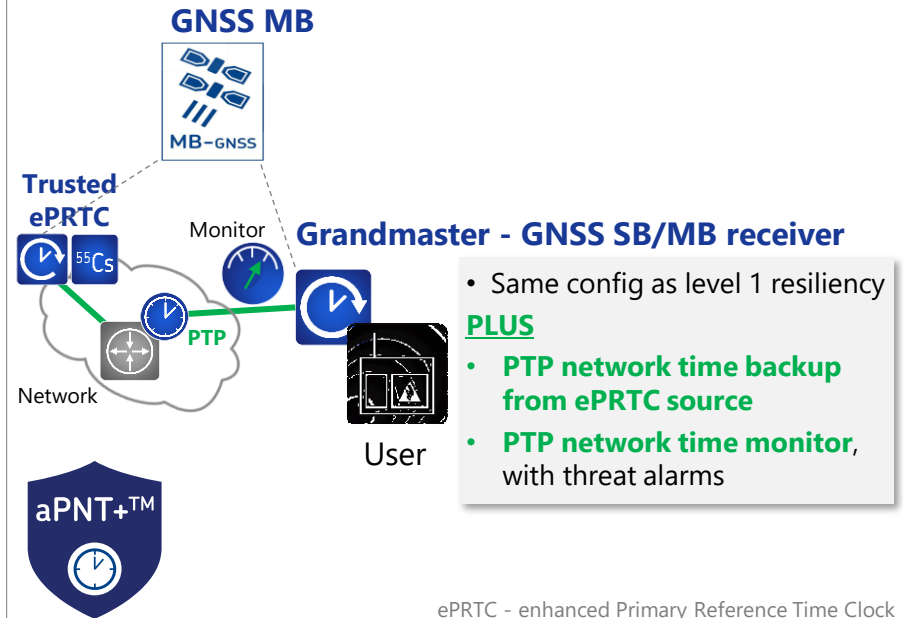 GNSS MB
MB-GNSS
Trusted
ePRTC
55Cs
Monitor
PTP
Network
Grandmaster - GNSS SB/MB receiver
• Same config as level 1 resiliency
PLUS
• PTP network time backup
from ePRTC source
• PTP network time monitor,
with threat alarms
User
aPNT+™
ePRTC - enhanced Primary Reference Time Clock